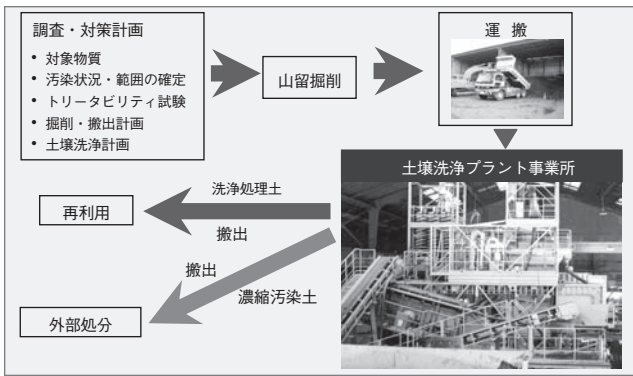 調査・対策計画
• 対象物質
• 汚染状況・範囲の確定
• トリータビリティ試験
• 掘削・搬出計画
• 土壌洗浄計画
山留掘削
運 搬
土壌洗浄プラント事業所
洗浄処理土
再利用
搬出
搬出
濃縮汚染土
外部処分